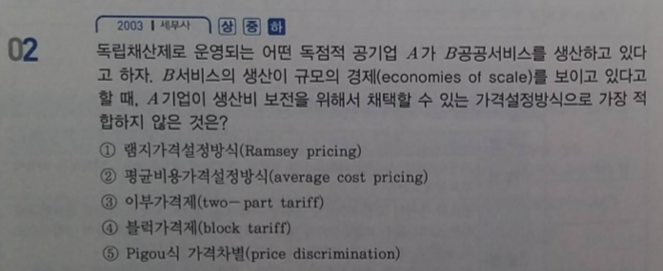 2003 | 세무사 상 중 하
02
독립채산제로 운영되는 어떤 독점적 공기업 A가 B공공서비스를 생산하고 있다
고 하자. B서비스의 생산이 규모의 경제(economies of scale)를 보이고 있다고
할 때, A기업이 생산비 보전을 위해서 채택할 수 있는 가격설정방식으로 가장 적
합하지 않은 것은?
① 램지가격설정방식(Ramsey pricing)
② 평균비용가격설정방식(average cost pricing)
③ 이부가격제(two-part tariff)
④ 블럭가격제(block tariff)
⑤ Pigou식 가격차별(price discrimination)